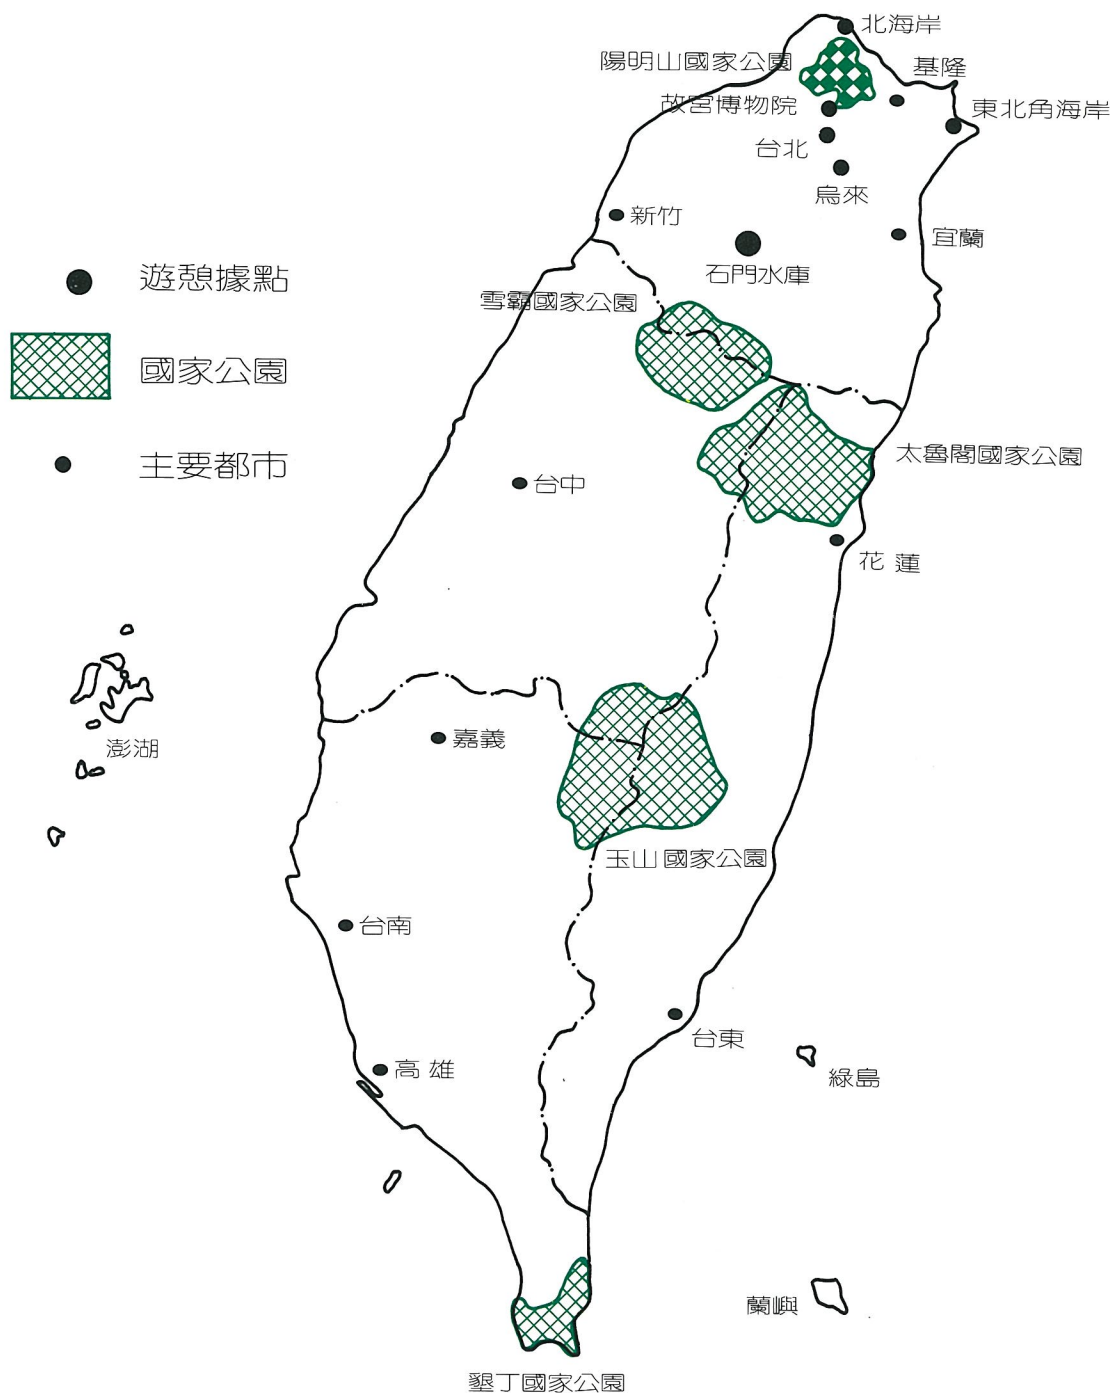 北海岸
陽明山國家公園
基隆
故宮博物院
東北角海岸
台北
烏來
新竹
宜蘭
石門水庫
遊憩據點
雪霸國家公園
國家公園
太魯閣國家公園
主要都市
台中
花蓮
嘉義
澎湖
玉山國家公園
台南
台東
高雄
綠島
蘭嶼
墾丁國家公園